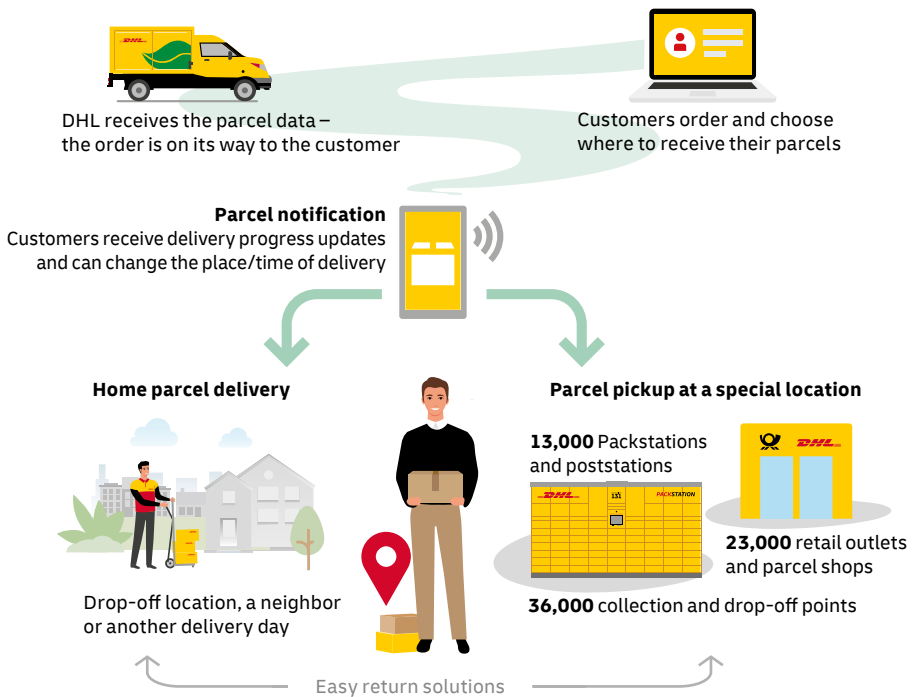 DHL
DHL receives the parcel data –
the order is on its way to the customer
Customers order and choose
where to receive their parcels
Parcel notification
Customers receive delivery progress updates
and can change the place/time of delivery
Home parcel delivery
Drop-off location, a neighbor
or another delivery day
Parcel pickup at a special location
13,000 Packstations
and poststations
DHL
131
PACKSTATION
DHL
23,000 retail outlets
and parcel shops
36,000 collection and drop-off points
Easy return solutions